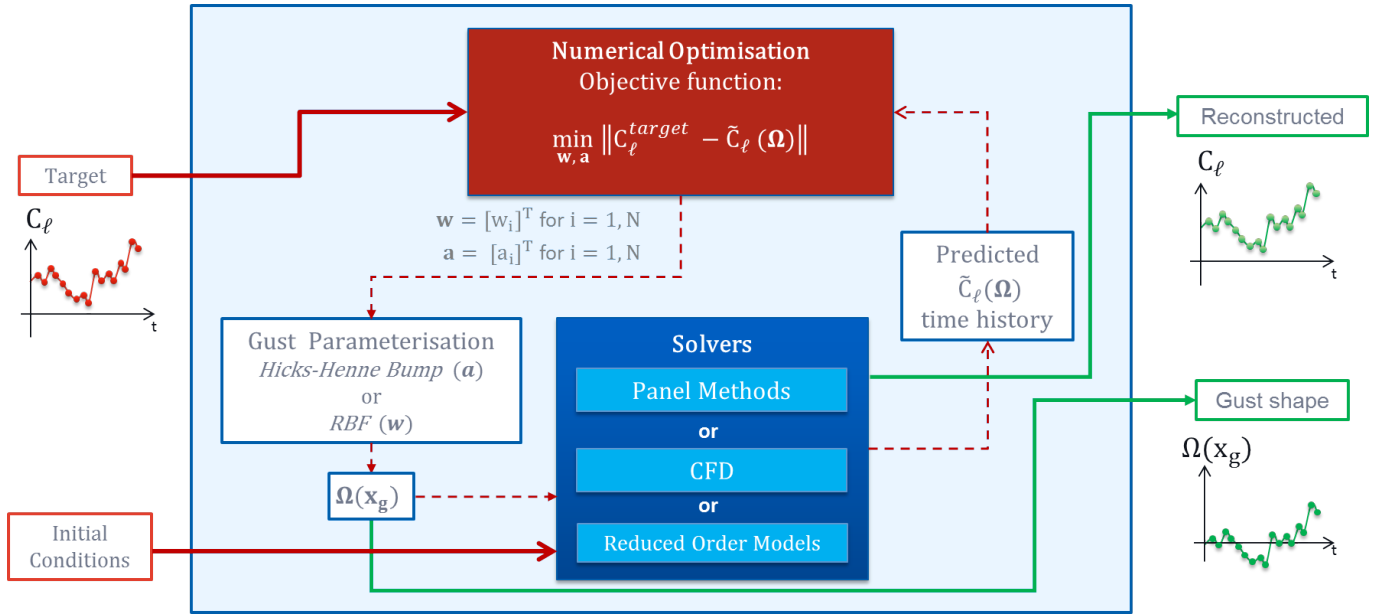 Numerical Optimisation
Objective function:
min ‖C_ℓ^target − C̃_ℓ (Ω)‖
w, a
Target
C_ℓ
t
w = [w_i]^T for i = 1, N
a = [a_i]^T for i = 1, N
Gust Parameterisation
Hicks-Henne Bump (a)
or
RBF (w)
Ω(x_g)
Initial
Conditions
Solvers
Panel Methods
or
CFD
or
Reduced Order Models
Predicted
C̃_ℓ(Ω)
time history
Reconstructed
C_ℓ
t
Gust shape
Ω(x_g)
t